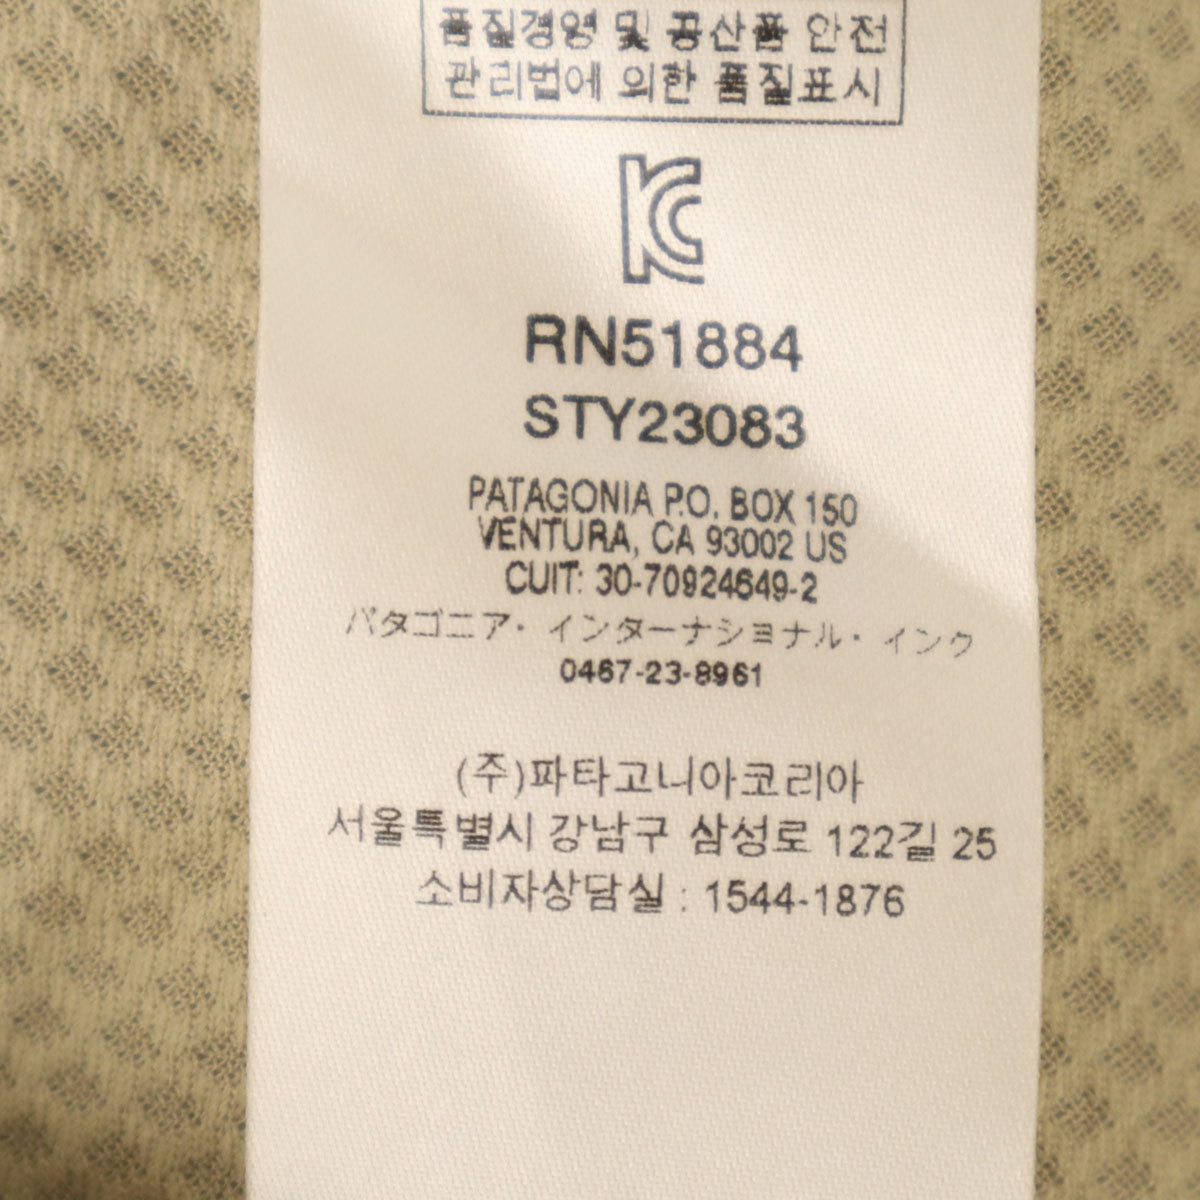 품질경영 및 공산품 안전
관리법에 의한 품질표시
KC
RN51884
STY23083
PATAGONIA P.O. BOX 150
VENTURA, CA 93002 US
CUIT: 30-70924649-2
パタゴニア・インターナショナル・インク
0467-23-8961
(주)파타고니아코리아
서울특별시 강남구 삼성로 122길 25
소비자상담실 : 1544-1876